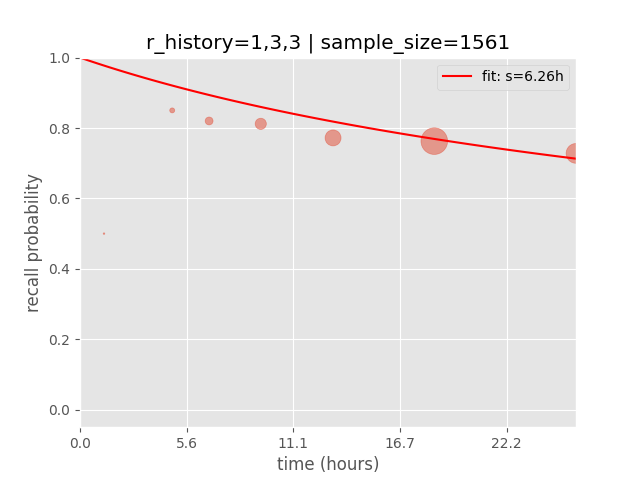 r_history=1,3,3 | sample_size=1561
fit: s=6.26h
1.0
0.8
0.6
0.4
0.2
0.0
recall probability
0.0 5.6 11.1 16.7 22.2
time (hours)